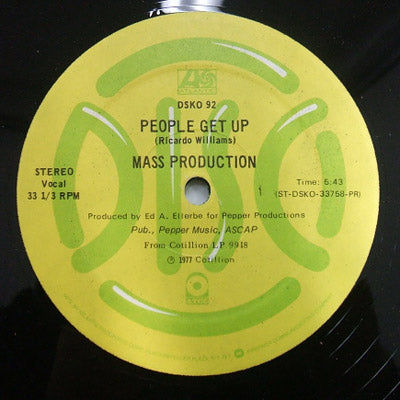 ATLANTIC
DSKO 92
PEOPLE GET UP
(Ricardo Williams)
MASS PRODUCTION
STEREO
Vocal
33 1/3 RPM
Time: 5:43
(ST-DSKO-33758-PR)
Produced by Ed A. Ellerbe for Pepper Productions
Pub., Pepper Music, ASCAP
From Cotillion LP 9918
Ⓟ 1977 Cotillion
DISCO